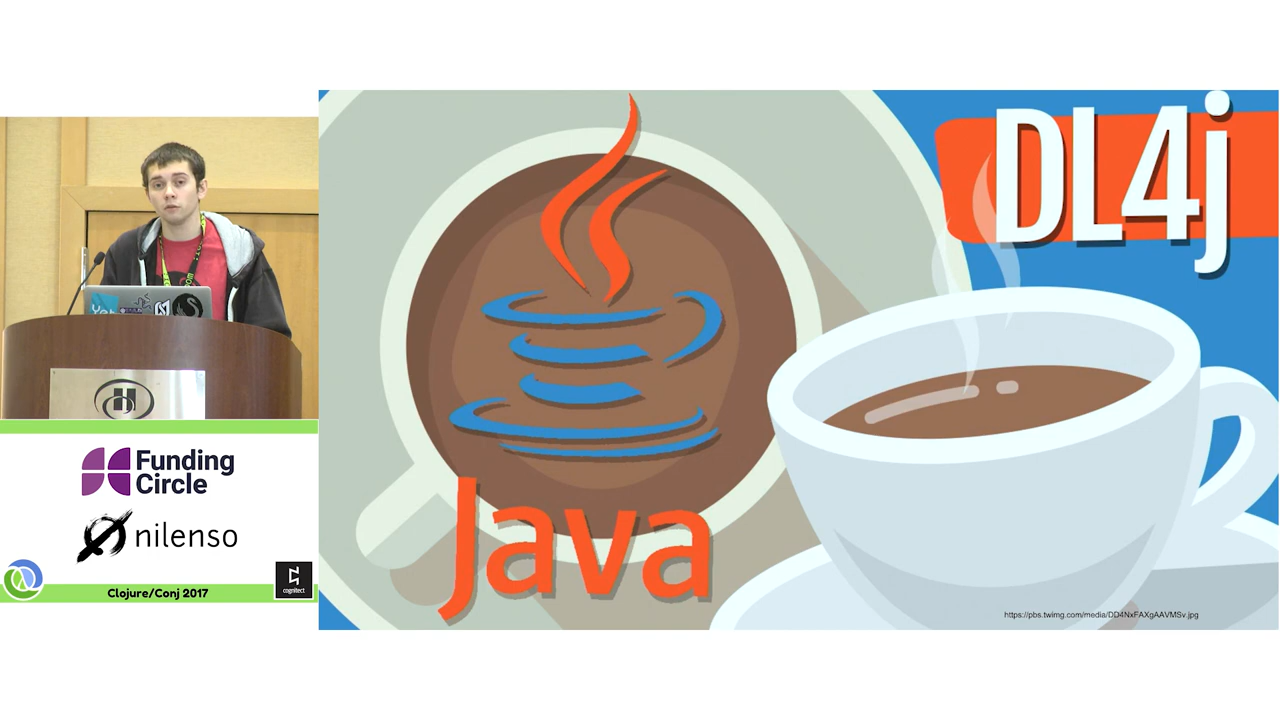 DL4j
Java
https://pbs.twimg.com/media/DD4NxFAXgAAVMSv.jpg
Funding
Circle
nilenso
Clojure/Conj 2017
cognitect